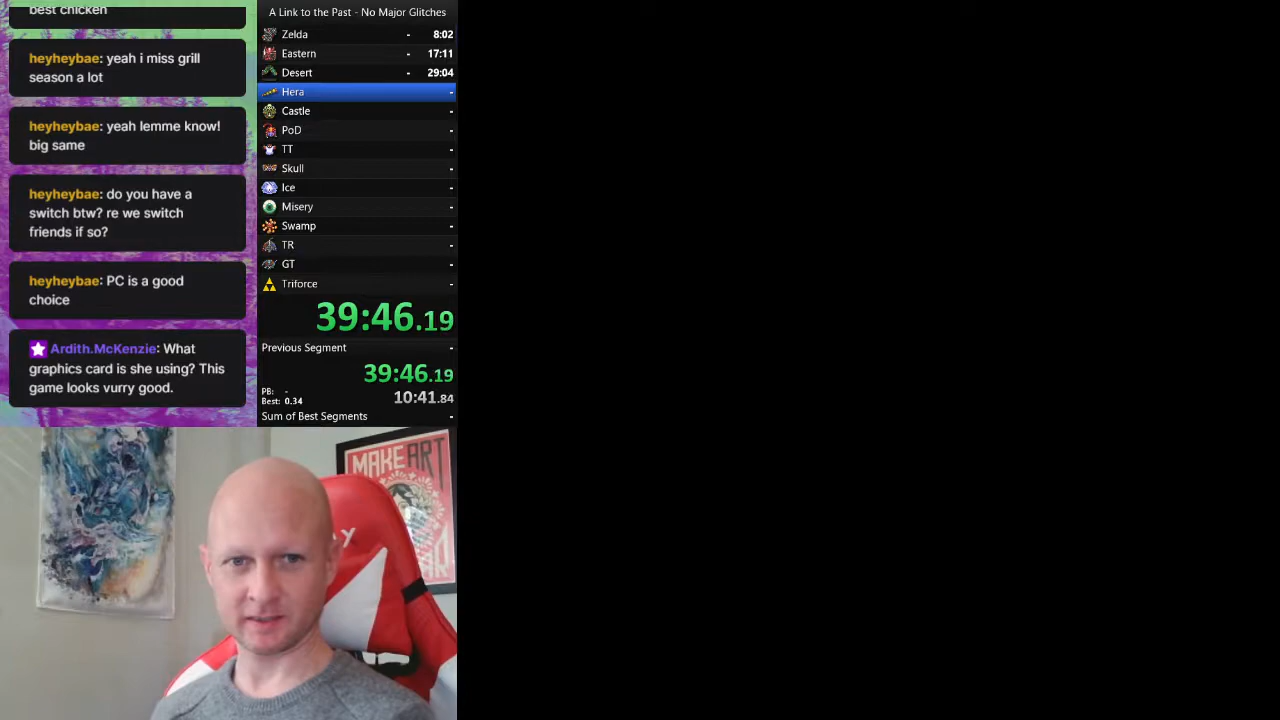 best chicken
heyheybae: yeah i miss grill
season a lot
heyheybae: yeah lemme know!
big same
heyheybae: do you have a
switch btw? re we switch
friends if so?
heyheybae: PC is a good
choice
Ardith.McKenzie: What
graphics card is she using? This
game looks vurry good.
A Link to the Past - No Major Glitches
Zelda - 8:02
Eastern - 17:11
Desert - 29:04
Hera -
Castle -
PoD -
TT -
Skull -
Ice -
Misery -
Swamp -
TR -
GT -
Triforce -
39:46.19
Previous Segment -
39:46.19
PB: -
Best: 0.34 10:41.84
Sum of Best Segments -
MAKE ART